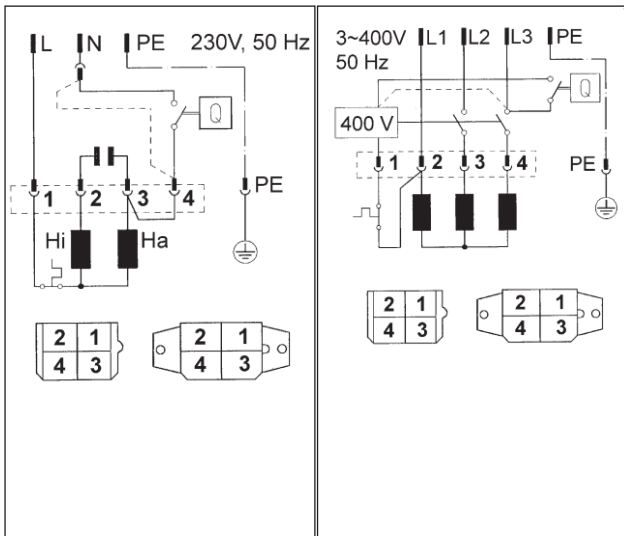 L N PE 230V, 50 Hz
Q
1 2 3 4 PE
Hi Ha
2 1 2 1
4 3 4 3
3~400V L1 L2 L3 PE
50 Hz
Q
400 V
1 2 3 4 PE
2 1 2 1
4 3 4 3